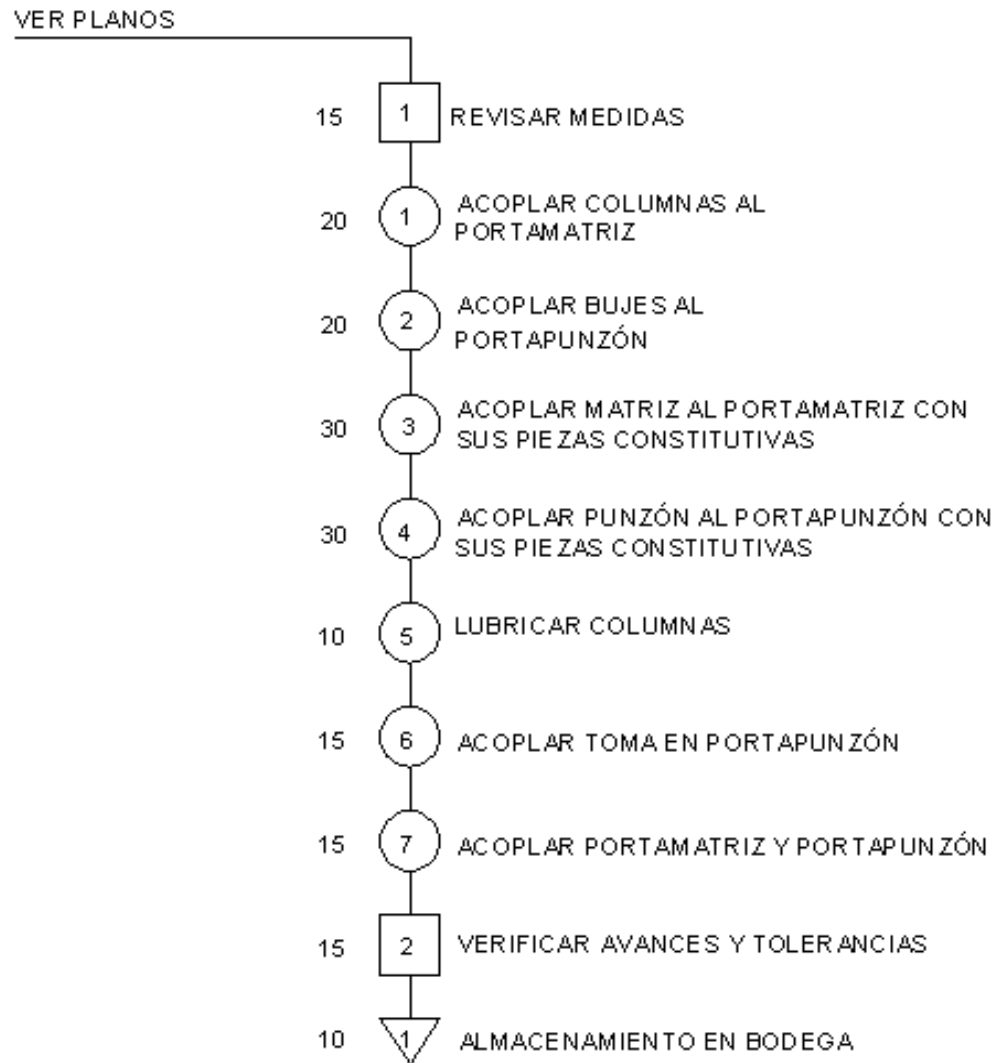 VER PLANOS
15 1 REVISAR MEDIDAS
20 1 ACOPLAR COLUMNAS AL
PORTAMATRIZ
20 2 ACOPLAR BUJES AL
PORTAPUNZÓN
30 3 ACOPLAR MATRIZ AL PORTAMATRIZ CON
SUS PIEZAS CONSTITUTIVAS
30 4 ACOPLAR PUNZÓN AL PORTAPUNZÓN CON
SUS PIEZAS CONSTITUTIVAS
10 5 LUBRICAR COLUMNAS
15 6 ACOPLAR TOMA EN PORTAPUNZÓN
15 7 ACOPLAR PORTAMATRIZ Y PORTAPUNZÓN
15 2 VERIFICAR AVANCES Y TOLERANCIAS
10 1 ALMACENAMIENTO EN BODEGA